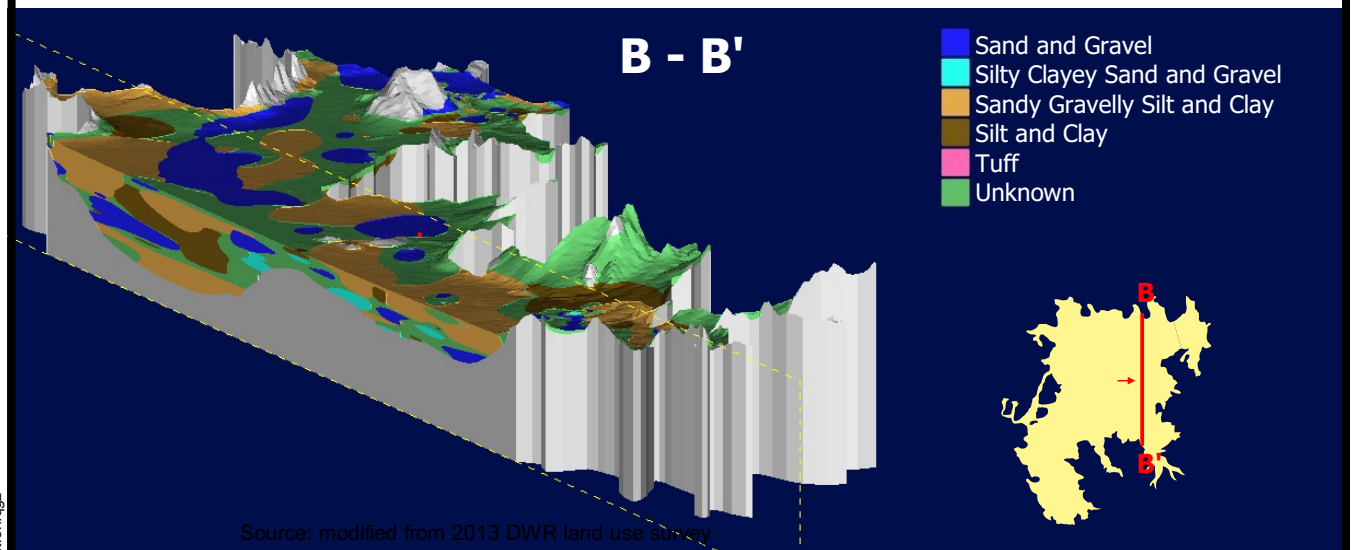 B - B'
Sand and Gravel
Silty Clayey Sand and Gravel
Sandy Gravelly Silt and Clay
Silt and Clay
Tuff
Unknown
B
B'
Source: modified from 2013 DWR land use survey